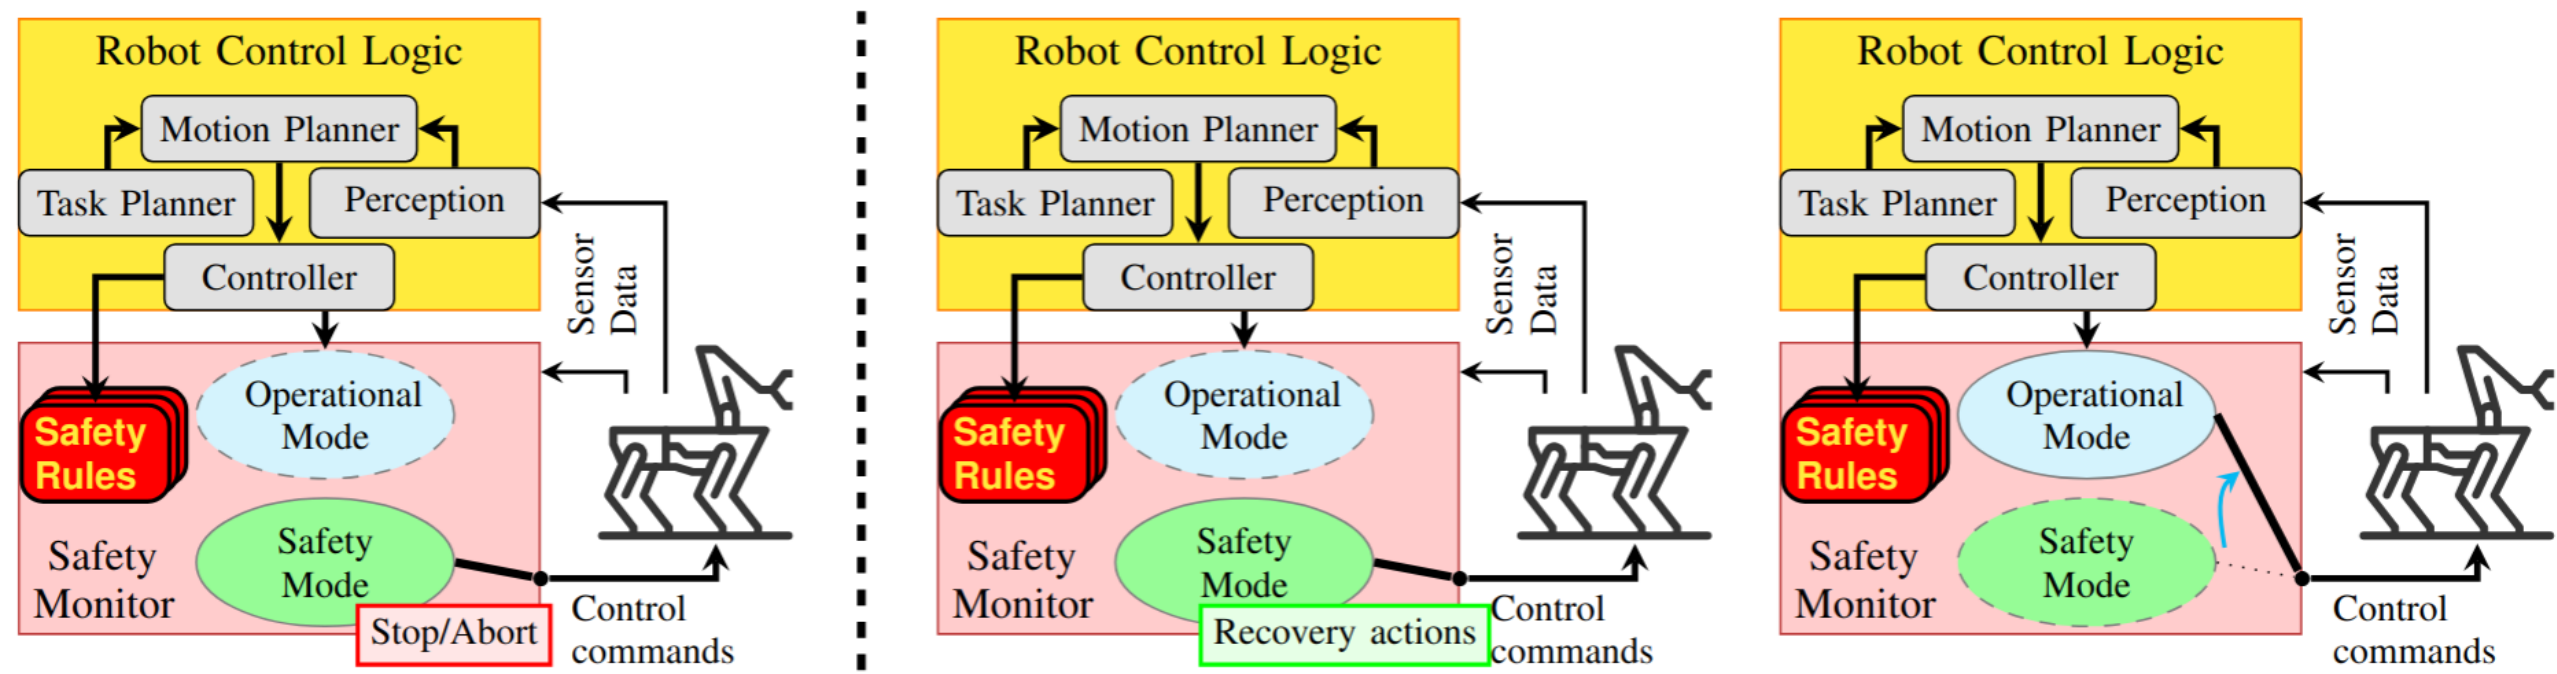 Robot Control Logic
Motion Planner
Task Planner
Perception
Controller
Sensor
Data
Operational
Mode
Safety
Rules
Safety
Mode
Safety
Monitor
Stop/Abort
Control
commands
Robot Control Logic
Motion Planner
Task Planner
Perception
Controller
Sensor
Data
Operational
Mode
Safety
Rules
Safety
Mode
Safety
Monitor
Recovery actions
Control
commands
Robot Control Logic
Motion Planner
Task Planner
Perception
Controller
Sensor
Data
Operational
Mode
Safety
Rules
Safety
Mode
Safety
Monitor
Control
commands